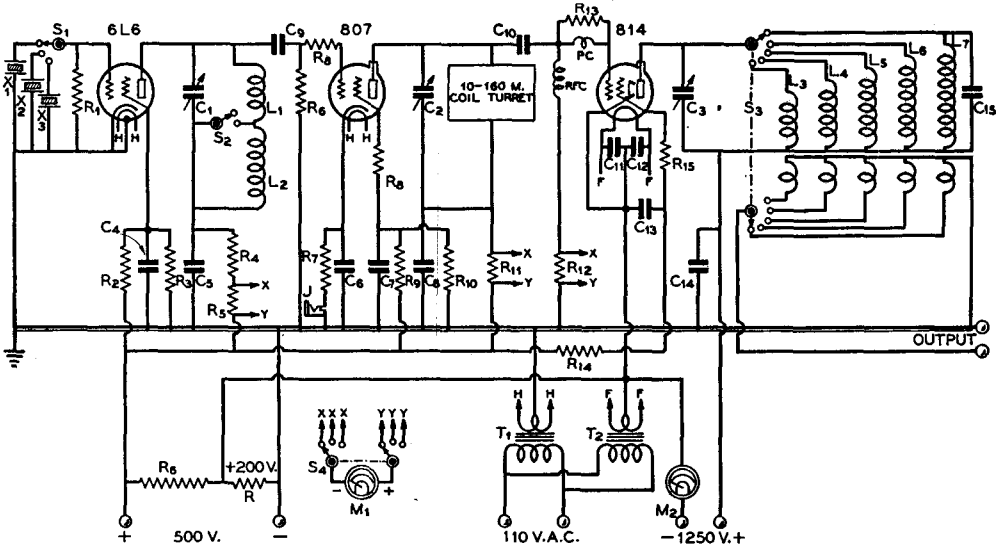 R13
S1
6L6
C9
807
C10
814
L7
L6
R8
PC
L5
L4
L-3
X1
X2
X3
R1
C1
L1
R6
C2
10-160 M.
COIL TURRET
RFC
C3
S3
C15
H H
S2
H H
C11
C12
R15
L2
R8
F
F
C4
C13
R2
R3
C5
R4
X
R7
C6
C7
R9
C8
R10
R11
X
R12
X
C14
R5
Y
J
Y
Y
OUTPUT
R14
H
H
F
F
X X X
Y Y Y
T1
T2
R6
+200 V.
R
S4
-
+
M1
M2
+
500 V.
-
110 V.A.C.
-1250 V.+